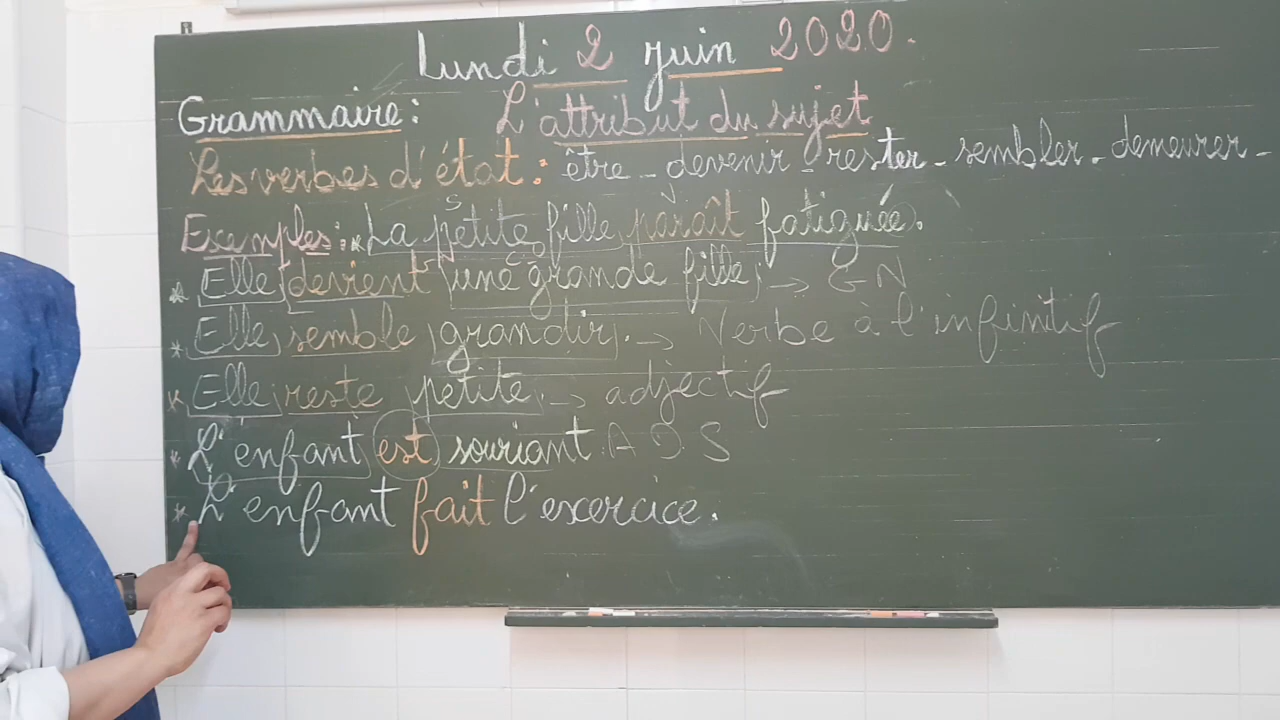 Lundi 2 juin 2020.
Grammaire: L'attribut du sujet
Les verbes d'état: être - devenir - rester - sembler - demeurer -
S V
Exemples: * La petite fille paraît fatiguée.
* Elle devient une grande fille → GN
* Elle semble grandir. → Verbe à l'infinitif
* Elle reste petite. → adjectif
* L'enfant est souriant. A D S
* L'enfant fait l'exercice.